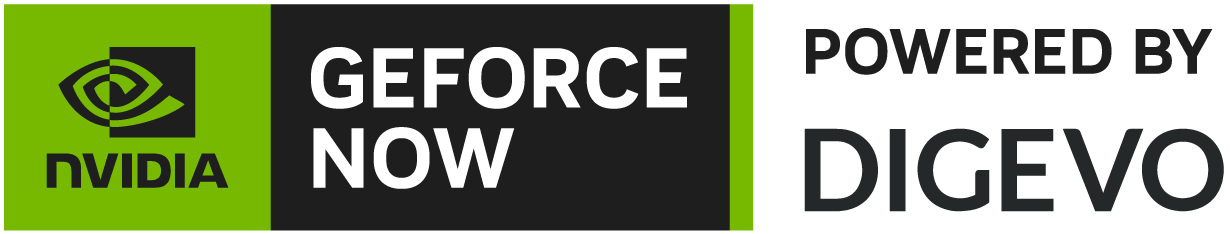 NVIDIA
GEFORCE
NOW
POWERED BY
DIGEVO